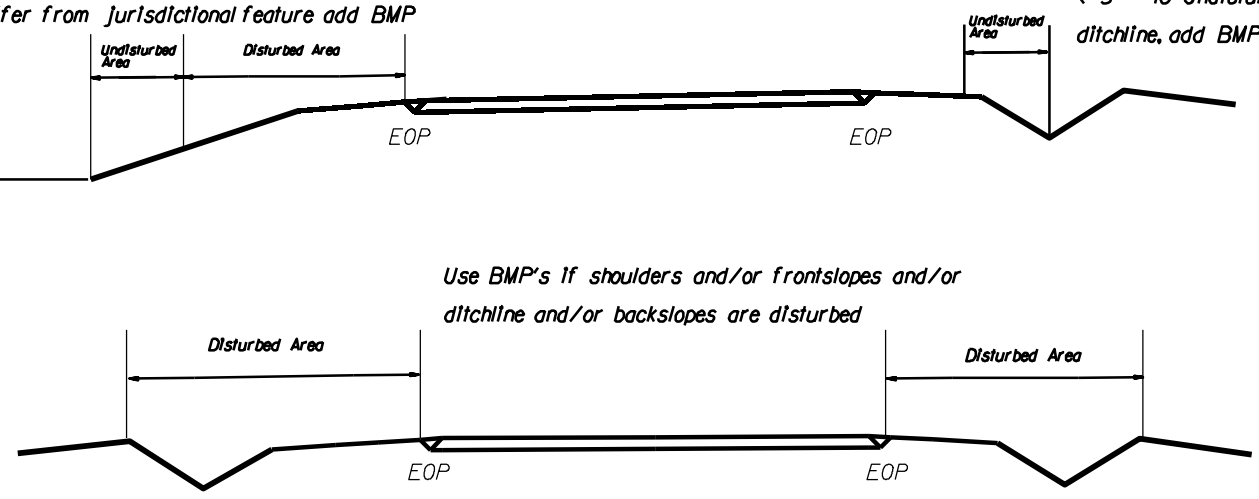 fer from jurisdictional feature add BMP
Undisturbed
Area
Disturbed Area
Undisturbed
Area
ditchline, add BMP
EOP
EOP
Use BMP's if shoulders and/or frontslopes and/or
ditchline and/or backslopes are disturbed
Disturbed Area
Disturbed Area
EOP
EOP